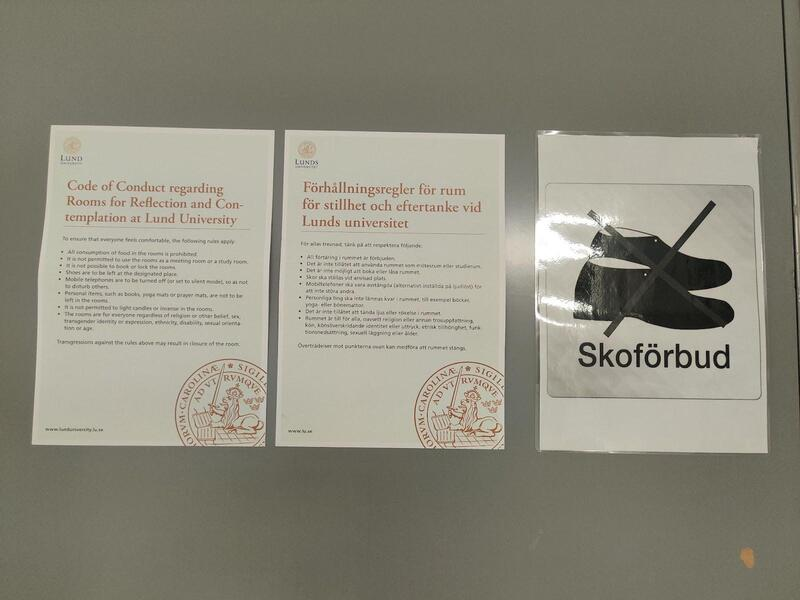 LUND
UNIVERSITY
Code of Conduct regarding
Rooms for Reflection and Con-
templation at Lund University
To ensure that everyone feels comfortable, the following rules apply:
• All consumption of food in the rooms is prohibited.
• It is not permitted to use the rooms as a meeting room or a study room.
• It is not possible to book or lock the rooms.
• Shoes are to be left at the designated place.
• Mobile telephones are to be turned off (or set to silent mode), so as not
to disturb others.
• Personal items, such as books, yoga mats or prayer mats, are not to be
left in the rooms.
• It is not permitted to light candles or incense in the rooms.
• The rooms are for everyone regardless of religion or other belief, sex,
transgender identity or expression, ethnicity, disability, sexual orienta-
tion or age.
Transgressions against the rules above may result in closure of the room.
www.lunduniversity.lu.se
LUNDS
UNIVERSITET
Förhållningsregler för rum
för stillhet och eftertanke vid
Lunds universitet
För allas trevnad, tänk på att respektera följande:
• All förtäring i rummet är förbjuden.
• Det är inte tillåtet att använda rummet som mötesrum eller studierum.
• Det är inte möjligt att boka eller låsa rummet.
• Skor ska ställas vid anvisad plats.
• Mobiltelefoner ska vara avstängda (alternativt inställda på ljudlöst) för
att inte störa andra.
• Personliga ting ska inte lämnas kvar i rummet, till exempel böcker,
yoga- eller bönemattor.
• Det är inte tillåtet att tända ljus eller rökelse i rummet.
• Rummet är till för alla, oavsett religion eller annan trosuppfattning,
kön, könsöverskridande identitet eller uttryck, etnisk tillhörighet, funk-
tionsnedsättning, sexuell läggning eller ålder.
Överträdelser mot punkterna ovan kan medföra att rummet stängs.
www.lu.se
Skoförbud